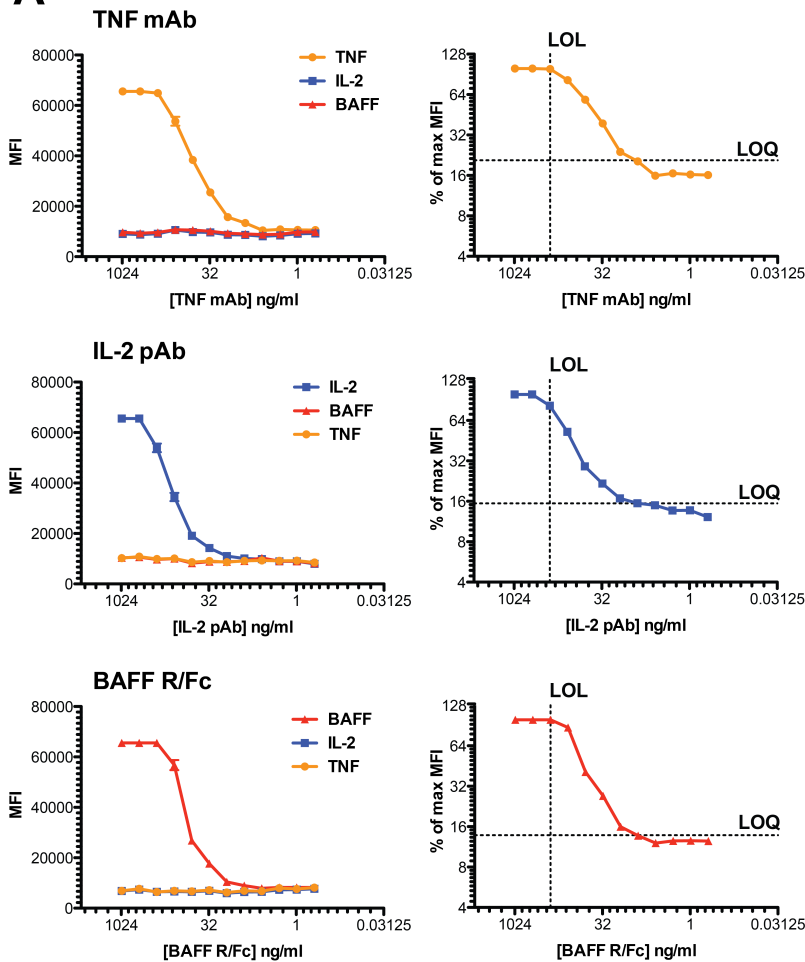 A
TNF mAb
80000
60000
40000
20000
0
MFI
TNF
IL-2
BAFF
1024
32
1
0.03125
[TNF mAb] ng/ml
LOL
128
64
32
16
8
4
% of max MFI
LOQ
1024
32
1
0.03125
[TNF mAb] ng/ml
IL-2 pAb
80000
60000
40000
20000
0
MFI
IL-2
BAFF
TNF
1024
32
1
0.03125
[IL-2 pAb] ng/ml
LOL
128
64
32
16
8
4
% of max MFI
LOQ
1024
32
1
0.03125
[IL-2 pAb] ng/ml
BAFF R/Fc
80000
60000
40000
20000
0
MFI
BAFF
IL-2
TNF
1024
32
1
0.03125
[BAFF R/Fc] ng/ml
LOL
128
64
32
16
8
4
% of max MFI
LOQ
1024
32
1
0.03125
[BAFF R/Fc] ng/ml